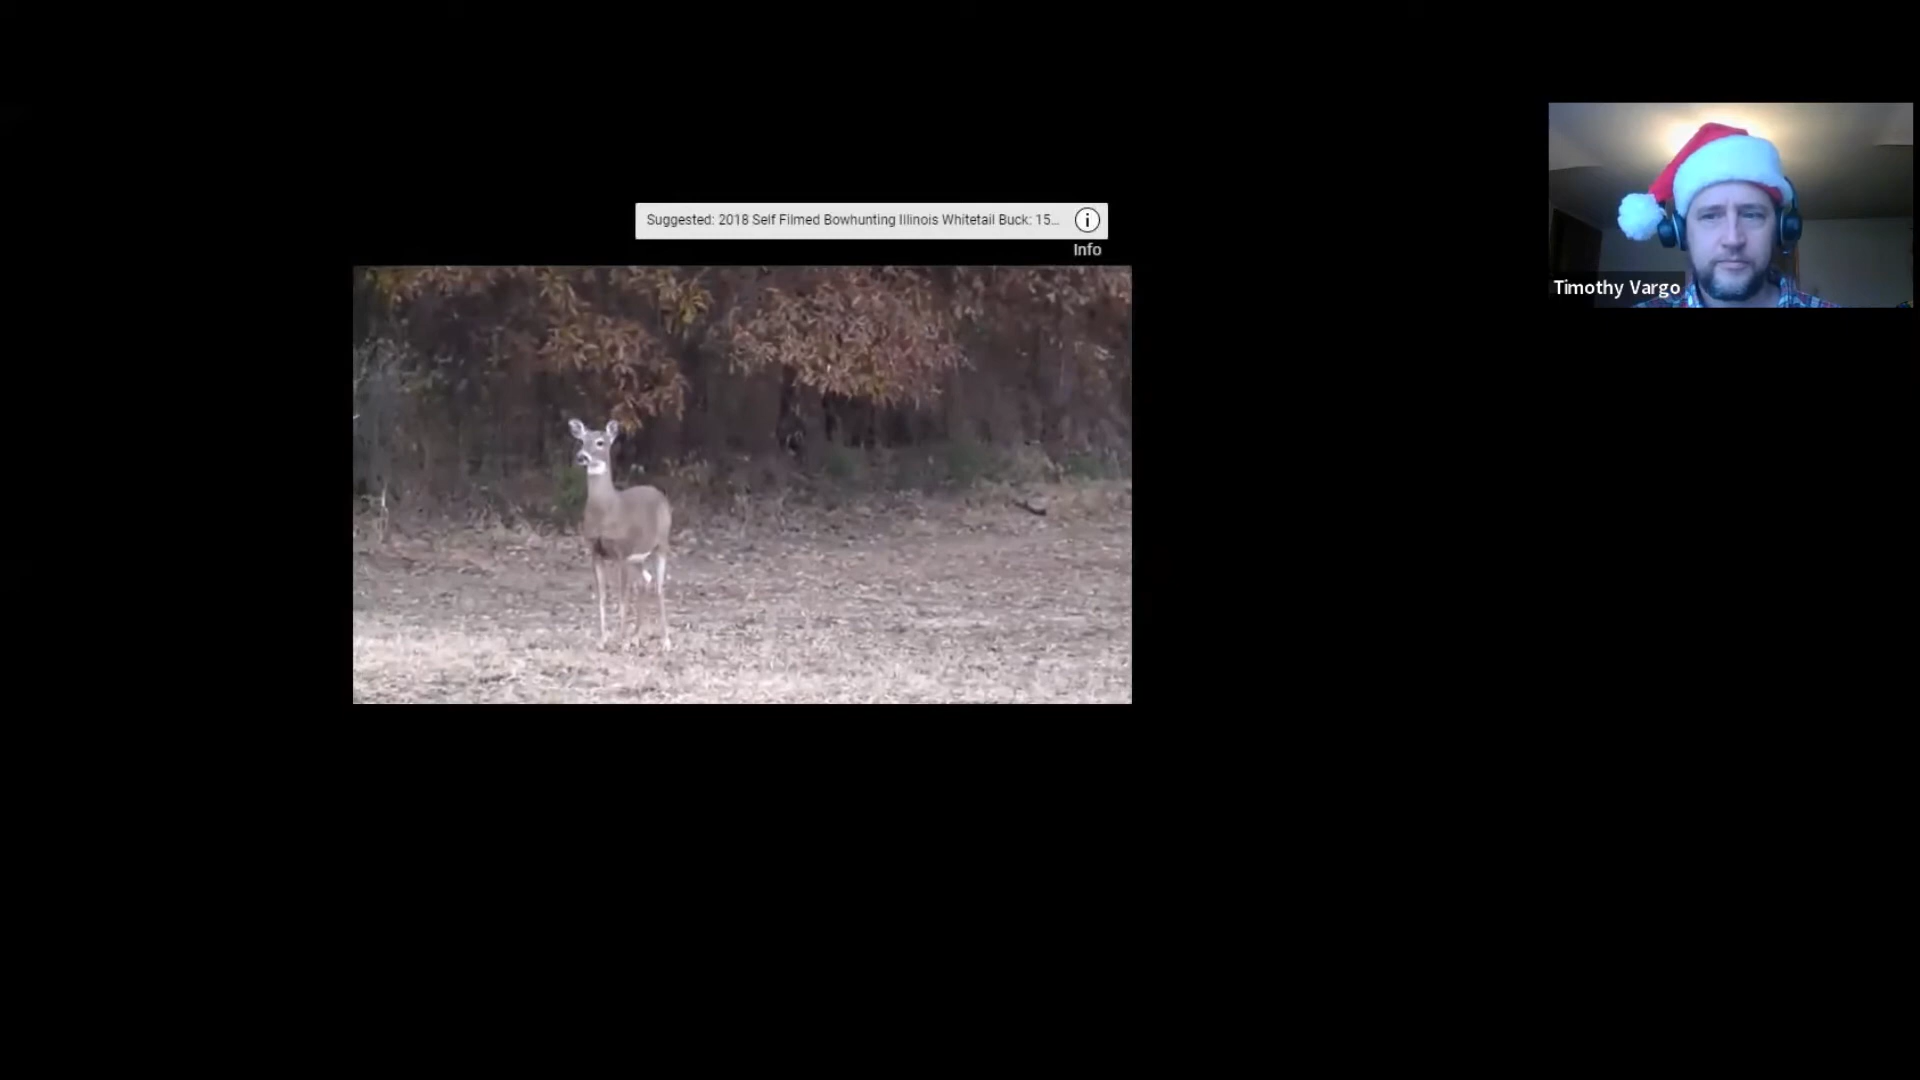 Suggested: 2018 Self Filmed Bowhunting Illinois Whitetail Buck: 15...
Info
Timothy Vargo